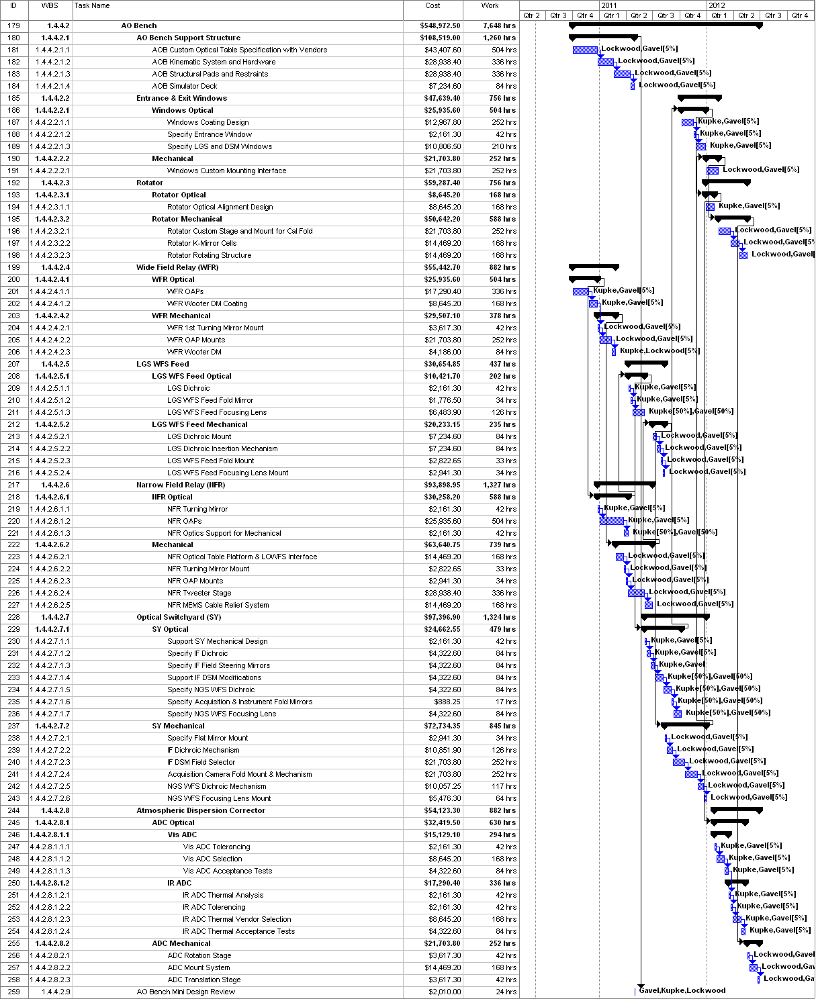 ID WBS Task Name Cost Work 2011 2012
Qtr 2 Qtr 3 Qtr 4 Qtr 1 Qtr 2 Qtr 3 Qtr 4 Qtr 1 Qtr 2 Qtr 3 Qtr 4
179 1.4.4.2 AO Bench $548,972.50 7,648 hrs
180 1.4.4.2.1 AO Bench Support Structure $108,519.00 1,260 hrs
181 1.4.4.2.1.1 AOB Custom Optical Table Specification with Vendors $43,407.60 504 hrs Lockwood,Gavel[5%]
182 1.4.4.2.1.2 AOB Kinematic System and Hardware $28,938.40 336 hrs Lockwood,Gavel[5%]
183 1.4.4.2.1.3 AOB Structural Pads and Restraints $28,938.40 336 hrs Lockwood,Gavel[5%]
184 1.4.4.2.1.4 AOB Simulator Deck $7,234.60 84 hrs Lockwood,Gavel[5%]
185 1.4.4.2.2 Entrance & Exit Windows $47,639.40 756 hrs
186 1.4.4.2.2.1 Windows Optical $25,935.60 504 hrs
187 1.4.4.2.2.1.1 Windows Coating Design $12,967.80 252 hrs Kupke,Gavel[5%]
188 1.4.4.2.2.1.2 Specify Entrance Window $2,161.30 42 hrs Kupke,Gavel[5%]
189 1.4.4.2.2.1.3 Specify LGS and DSM Windows $10,806.50 210 hrs Kupke,Gavel[5%]
190 1.4.4.2.2.2 Mechanical $21,703.80 252 hrs
191 1.4.4.2.2.2.1 Windows Custom Mounting Interface $21,703.80 252 hrs Lockwood,Gavel[5%]
192 1.4.4.2.3 Rotator $59,287.40 756 hrs
193 1.4.4.2.3.1 Rotator Optical $8,645.20 168 hrs
194 1.4.4.2.3.1.1 Rotator Optical Alignment Design $8,645.20 168 hrs Kupke,Gavel[5%]
195 1.4.4.2.3.2 Rotator Mechanical $50,642.20 588 hrs
196 1.4.4.2.3.2.1 Rotator Custom Stage and Mount for Cal Fold $21,703.80 252 hrs Lockwood,Gavel[5%]
197 1.4.4.2.3.2.2 Rotator K-Mirror Cells $14,469.20 168 hrs Lockwood,Gavel[5%
198 1.4.4.2.3.2.3 Rotator Rotating Structure $14,469.20 168 hrs Lockwood,Gavel[
199 1.4.4.2.4 Wide Field Relay (WFR) $55,442.70 882 hrs
200 1.4.4.2.4.1 WFR Optical $25,935.60 504 hrs
201 1.4.4.2.4.1.1 WFR OAPs $17,290.40 336 hrs Kupke,Gavel[5%]
202 1.4.4.2.4.1.2 WFR Woofer DM Coating $8,645.20 168 hrs Kupke,Gavel[5%]
203 1.4.4.2.4.2 WFR Mechanical $29,507.10 378 hrs
204 1.4.4.2.4.2.1 WFR 1st Turning Mirror Mount $3,617.30 42 hrs Lockwood,Gavel[5%]
205 1.4.4.2.4.2.2 WFR OAP Mounts $21,703.80 252 hrs Lockwood,Gavel[5%]
206 1.4.4.2.4.2.3 WFR Woofer DM $4,186.00 84 hrs Kupke,Lockwood[5%]
207 1.4.4.2.5 LGS WFS Feed $30,654.85 437 hrs
208 1.4.4.2.5.1 LGS WFS Feed Optical $10,421.70 202 hrs
209 1.4.4.2.5.1.1 LGS Dichroic $2,161.30 42 hrs Kupke,Gavel[5%]
210 1.4.4.2.5.1.2 LGS WFS Feed Fold Mirror $1,776.50 34 hrs Kupke,Gavel[5%]
211 1.4.4.2.5.1.3 LGS WFS Feed Focusing Lens $6,483.90 126 hrs Kupke[50%],Gavel[50%]
212 1.4.4.2.5.2 LGS WFS Feed Mechanical $20,233.15 235 hrs
213 1.4.4.2.5.2.1 LGS Dichroic Mount $7,234.60 84 hrs Lockwood,Gavel[5%]
214 1.4.4.2.5.2.2 LGS Dichroic Insertion Mechanism $7,234.60 84 hrs Lockwood,Gavel[5%]
215 1.4.4.2.5.2.3 LGS WFS Feed Fold Mount $2,822.65 33 hrs Lockwood,Gavel[5%]
216 1.4.4.2.5.2.4 LGS WFS Feed Focusing Lens Mount $2,941.30 34 hrs Lockwood,Gavel[5%]
217 1.4.4.2.6 Narrow Field Relay (NFR) $93,898.95 1,327 hrs
218 1.4.4.2.6.1 NFR Optical $30,258.20 588 hrs
219 1.4.4.2.6.1.1 NFR Turning Mirror $2,161.30 42 hrs Kupke,Gavel[5%]
220 1.4.4.2.6.1.2 NFR OAPs $25,935.60 504 hrs Kupke,Gavel[5%]
221 1.4.4.2.6.1.3 NFR Optics Support for Mechanical $2,161.30 42 hrs Kupke[50%],Gavel[50%]
222 1.4.4.2.6.2 Mechanical $63,640.75 739 hrs
223 1.4.4.2.6.2.1 NFR Optical Table Platform & LOWFS Interface $14,469.20 168 hrs Lockwood,Gavel[5%]
224 1.4.4.2.6.2.2 NFR Turning Mirror Mount $2,822.65 33 hrs Lockwood,Gavel[5%]
225 1.4.4.2.6.2.3 NFR OAP Mounts $2,941.30 34 hrs Lockwood,Gavel[5%]
226 1.4.4.2.6.2.4 NFR Tweeter Stage $28,938.40 336 hrs Lockwood,Gavel[5%]
227 1.4.4.2.6.2.5 NFR MEMS Cable Relief System $14,469.20 168 hrs Lockwood,Gavel[5%]
228 1.4.4.2.7 Optical Switchyard (SY) $97,396.90 1,324 hrs
229 1.4.4.2.7.1 SY Optical $24,662.55 479 hrs
230 1.4.4.2.7.1.1 Support SY Mechanical Design $2,161.30 42 hrs Kupke,Gavel[5%]
231 1.4.4.2.7.1.2 Specify IF Dichroic $4,322.60 84 hrs Kupke,Gavel[5%]
232 1.4.4.2.7.1.3 Specify IF Field Steering Mirrors $4,322.60 84 hrs Kupke,Gavel
233 1.4.4.2.7.1.4 Support IF DSM Modifications $4,322.60 84 hrs Kupke[50%],Gavel[50%]
234 1.4.4.2.7.1.5 Specify NGS WFS Dichroic $4,322.60 84 hrs Kupke[50%],Gavel[50%]
235 1.4.4.2.7.1.6 Specify Acquisition & Instrument Fold Mirrors $888.25 17 hrs Kupke[50%],Gavel[50%]
236 1.4.4.2.7.1.7 Specify NGS WFS Focusing Lens $4,322.60 84 hrs Kupke[50%],Gavel[50%]
237 1.4.4.2.7.2 SY Mechanical $72,734.35 845 hrs
238 1.4.4.2.7.2.1 Specify Flat Mirror Mount $2,941.30 34 hrs Lockwood,Gavel[5%]
239 1.4.4.2.7.2.2 IF Dichroic Mechanism $10,851.90 126 hrs Lockwood,Gavel[5%]
240 1.4.4.2.7.2.3 IF DSM Field Selector $21,703.80 252 hrs Lockwood,Gavel[5%]
241 1.4.4.2.7.2.4 Acquisition Camera Fold Mount & Mechanism $21,703.80 252 hrs Lockwood,Gavel[5%]
242 1.4.4.2.7.2.5 NGS WFS Dichroic Mechanism $10,057.25 117 hrs Lockwood,Gavel[5%]
243 1.4.4.2.7.2.6 NGS WFS Focusing Lens Mount $5,476.30 64 hrs Lockwood,Gavel[5%]
244 1.4.4.2.8 Atmospheric Dispersion Corrector $54,123.30 882 hrs
245 1.4.4.2.8.1 ADC Optical $32,419.50 630 hrs
246 1.4.4.2.8.1.1 Vis ADC $15,129.10 294 hrs
247 4.4.2.8.1.1.1 Vis ADC Tolerancing $2,161.30 42 hrs Kupke,Gavel[5%]
248 4.4.2.8.1.1.2 Vis ADC Selection $8,645.20 168 hrs Kupke,Gavel[5%]
249 4.4.2.8.1.1.3 Vis ADC Acceptance Tests $4,322.60 84 hrs Kupke,Gavel[5%]
250 1.4.4.2.8.1.2 IR ADC $17,290.40 336 hrs
251 4.4.2.8.1.2.1 IR ADC Thermal Analysis $2,161.30 42 hrs Kupke,Gavel[5%]
252 4.4.2.8.1.2.2 IR ADC Tolerencing $2,161.30 42 hrs Kupke,Gavel[5%]
253 4.4.2.8.1.2.3 IR ADC Thermal Vendor Selection $8,645.20 168 hrs Kupke,Gavel[5%]
254 4.4.2.8.1.2.4 IR ADC Thermal Acceptance Tests $4,322.60 84 hrs Kupke,Gavel[5%]
255 1.4.4.2.8.2 ADC Mechanical $21,703.80 252 hrs
256 1.4.4.2.8.2.1 ADC Rotation Stage $3,617.30 42 hrs Lockwood,Gavel
257 1.4.4.2.8.2.2 ADC Mount System $14,469.20 168 hrs Lockwood,Gav
258 1.4.4.2.8.2.3 ADC Translation Stage $3,617.30 42 hrs Lockwood,Ga
259 1.4.4.2.9 AO Bench Mini Design Review $2,010.00 24 hrs Gavel,Kupke,Lockwood